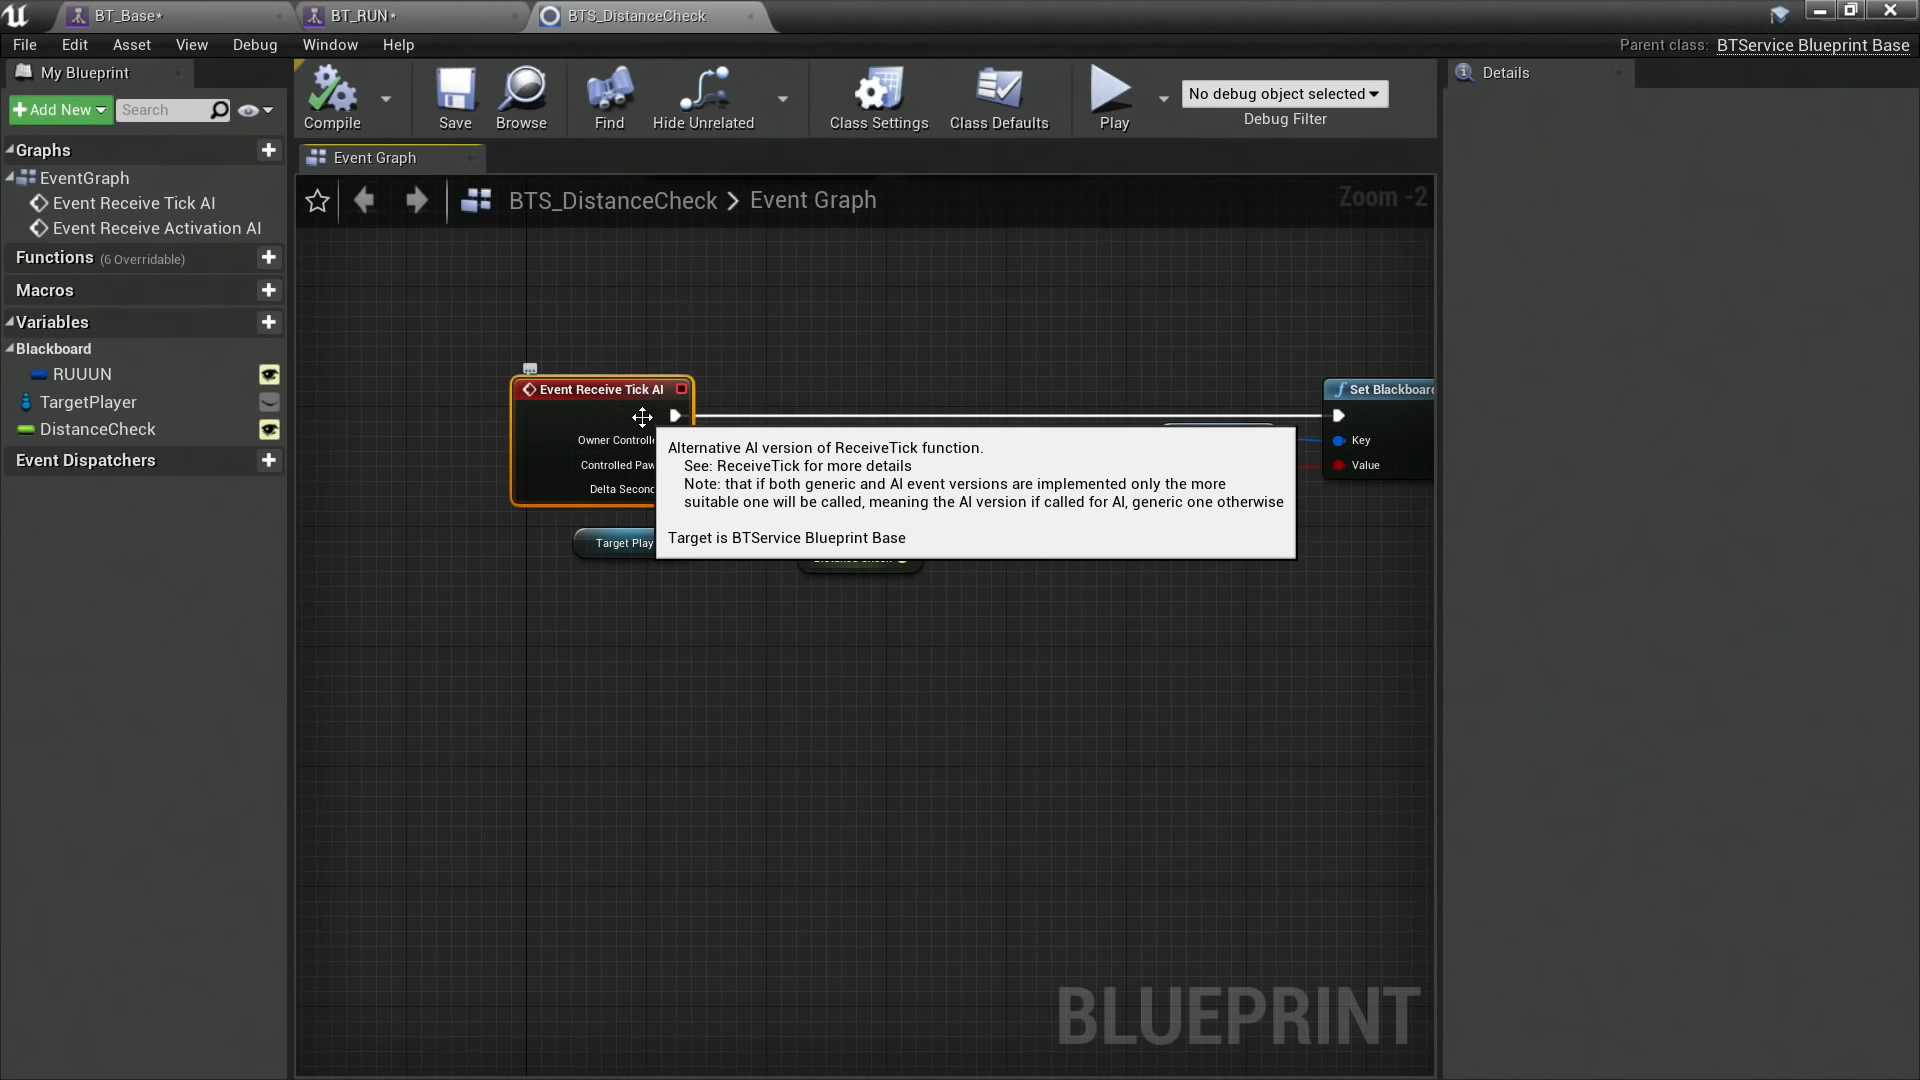 BT_Base*
BT_RUN*
BTS_DistanceCheck
File
Edit
Asset
View
Debug
Window
Help
Parent class: BTService Blueprint Base
My Blueprint
Add New
Search
Compile
Save
Browse
Find
Hide Unrelated
Class Settings
Class Defaults
Play
No debug object selected
Debug Filter
Details
Graphs
EventGraph
Event Receive Tick AI
Event Receive Activation AI
Functions (6 Overridable)
Macros
Variables
Blackboard
RUUUN
TargetPlayer
DistanceCheck
Event Dispatchers
Event Graph
BTS_DistanceCheck > Event Graph
Zoom -2
Event Receive Tick AI
Owner Controlle
Controlled Paw
Delta Secon
Target Play
Alternative AI version of ReceiveTick function.
See: ReceiveTick for more details
Note: that if both generic and AI event versions are implemented only the more
suitable one will be called, meaning the AI version if called for AI, generic one otherwise
Target is BTService Blueprint Base
Set Blackboard
Key
Value
BLUEPRINT